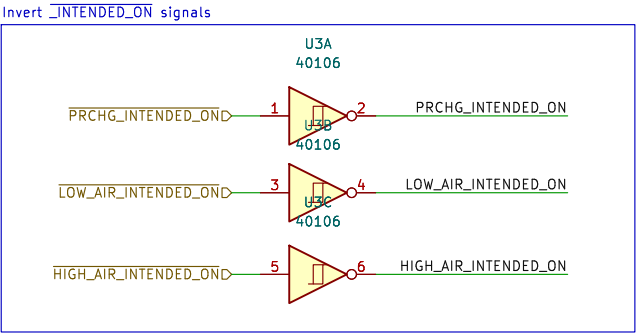 Invert _INTENDED_ON signals
U3A
40106
PRCHG_INTENDED_ON 1 2 PRCHG_INTENDED_ON
U3B
40106
LOW_AIR_INTENDED_ON 3 4 LOW_AIR_INTENDED_ON
U3C
40106
HIGH_AIR_INTENDED_ON 5 6 HIGH_AIR_INTENDED_ON